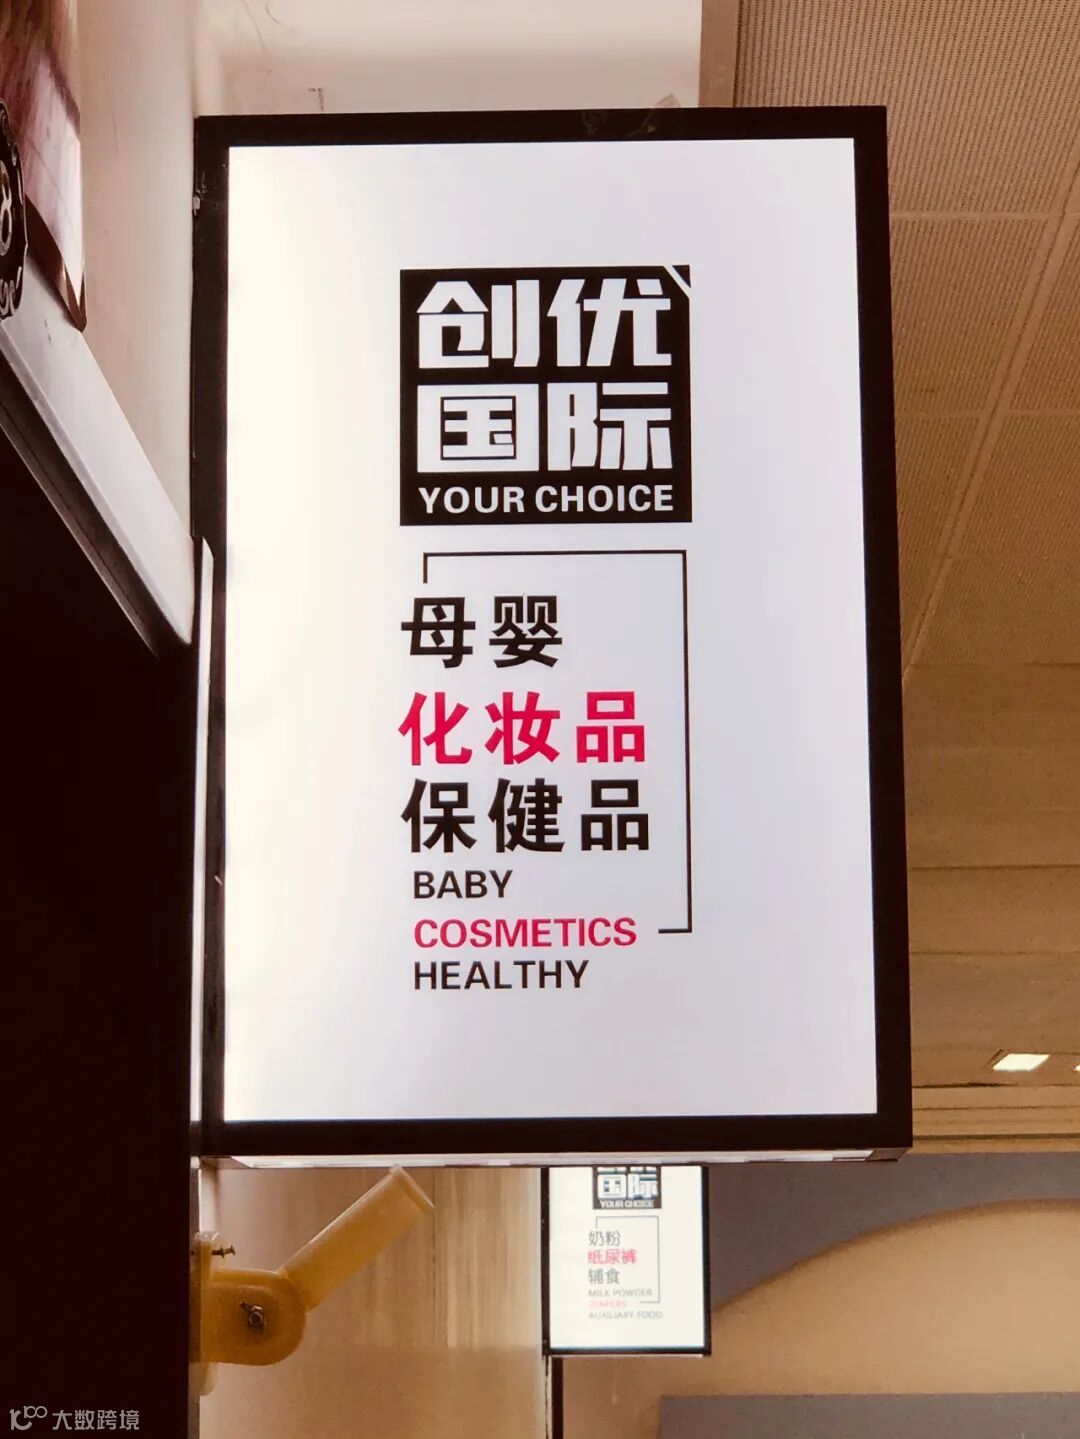 创优
国际
YOUR CHOICE
母婴
化妆品
保健品
BABY
COSMETICS
HEALTHY
国际
YOUR CHOICE
奶粉
纸尿裤
辅食
MILK POWDER
DIAPERS
AUXILIARY FOOD
大数跨境